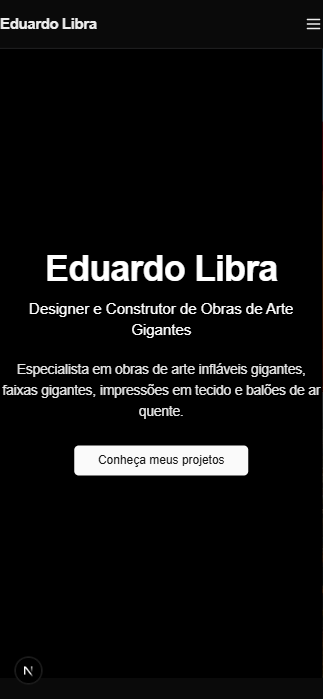 Eduardo Libra
Eduardo Libra
Designer e Construtor de Obras de Arte
Gigantes
Especialista em obras de arte infláveis gigantes,
faixas gigantes, impressões em tecido e balões de ar
quente.
Conheça meus projetos
N